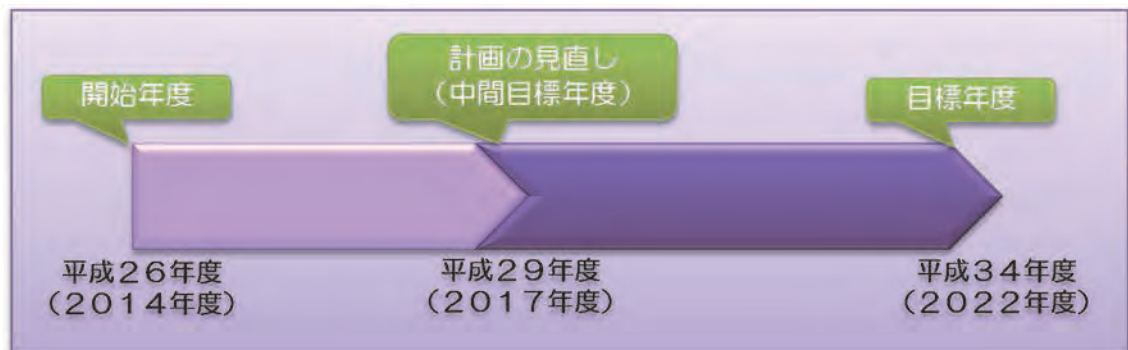 開始年度
計画の見直し
（中間目標年度）
目標年度
平成２６年度
（２０１４年度）
平成２９年度
（２０１７年度）
平成３４年度
（２０２２年度）